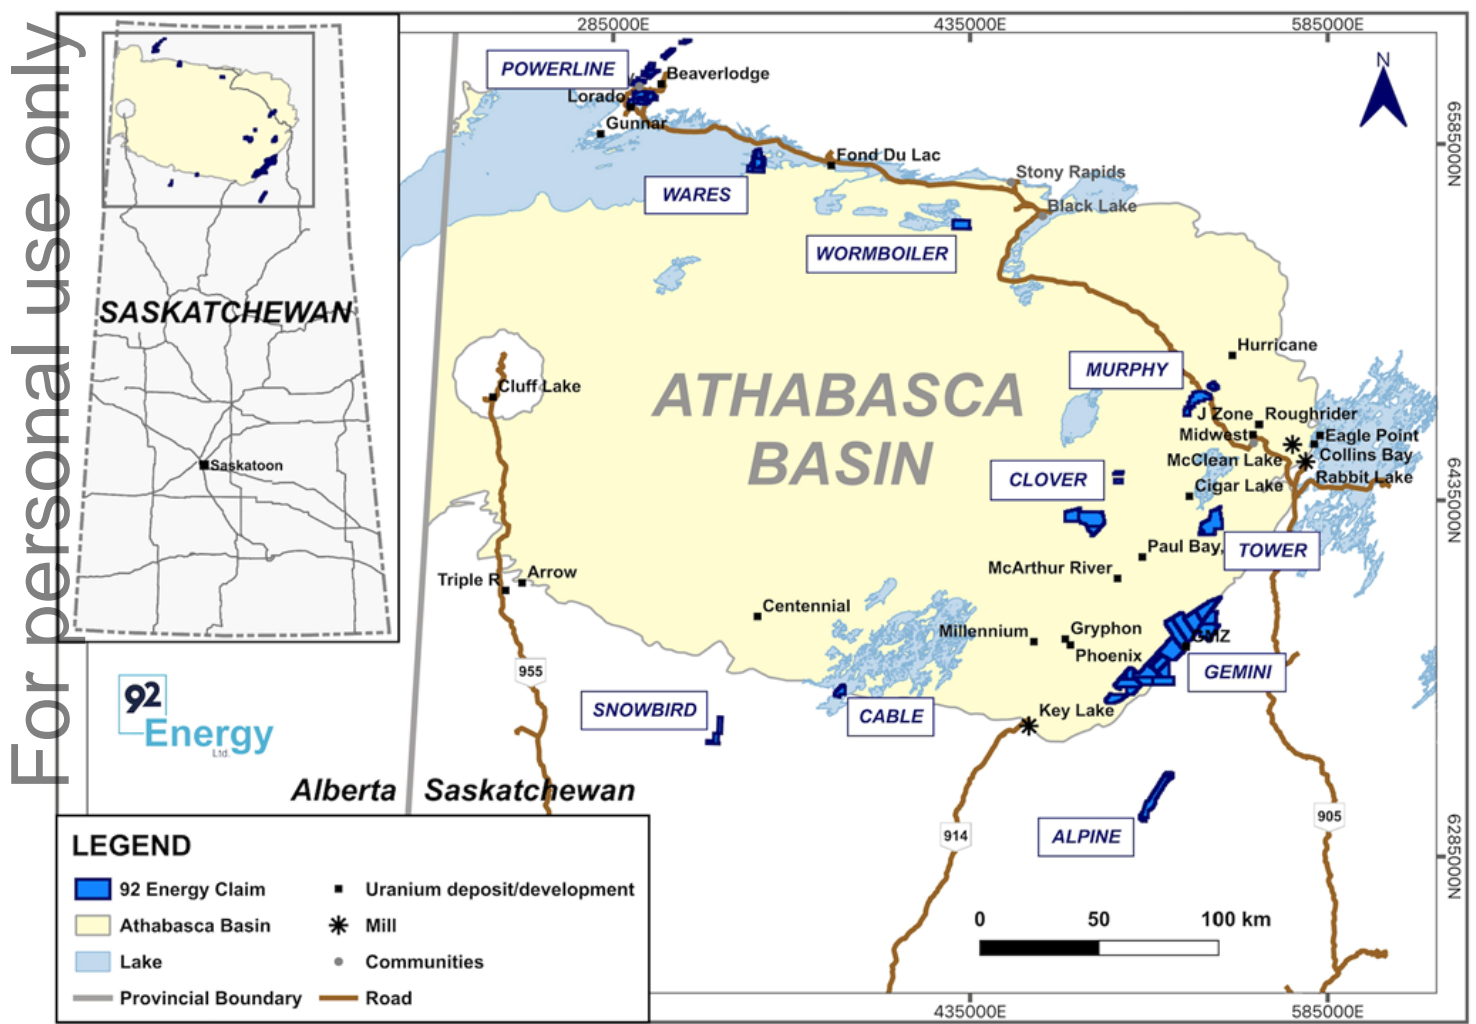 For personal use only
285000E
435000E
585000E
POWERLINE
Beaverlodge
Lorado
Gunnar
WARES
Fond Du Lac
Stony Rapids
Black Lake
WORMBOILER
N
6585000N
SASKATCHEWAN
Saskatoon
Cluff Lake
ATHABASCA
BASIN
Hurricane
MURPHY
J Zone
Roughrider
Midwest
Eagle Point
Collins Bay
McClean Lake
Rabbit Lake
CLOVER
Cigar Lake
6435000N
Paul Bay,
TOWER
McArthur River
Triple R
Arrow
Centennial
Millennium
Gryphon
Phoenix
GMZ
GEMINI
955
SNOWBIRD
CABLE
Key Lake
92
Energy
Ltd.
Alberta
Saskatchewan
914
ALPINE
905
6285000N
LEGEND
92 Energy Claim
Uranium deposit/development
Athabasca Basin
Mill
Lake
Communities
Provincial Boundary
Road
0 50 100 km
435000E
585000E